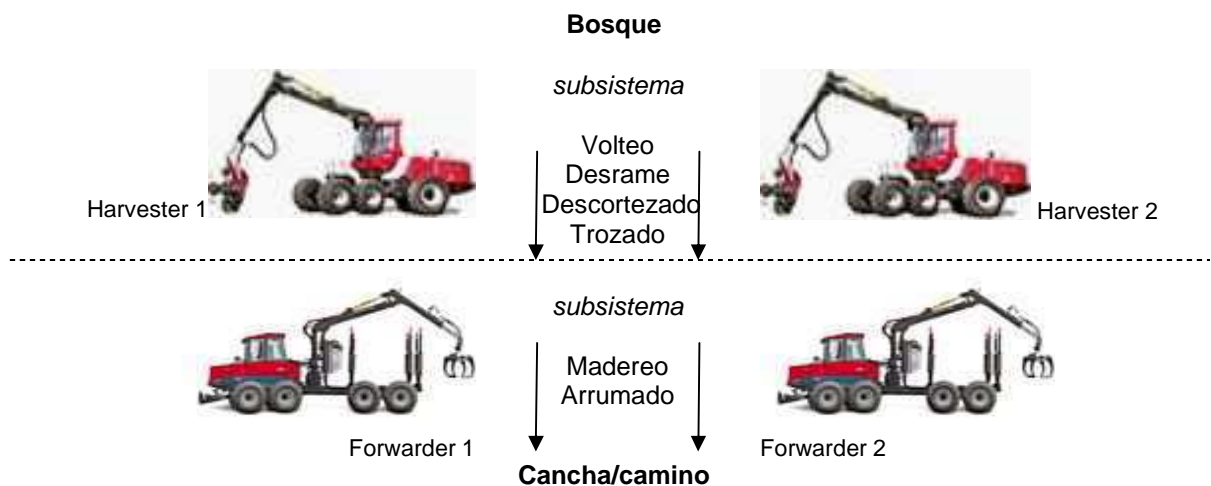 Bosque
subsistema
Volteo
Desrame
Descortezado
Trozado
Harvester 1
Harvester 2
subsistema
Madereo
Arrumado
Forwarder 1
Forwarder 2
Cancha/camino